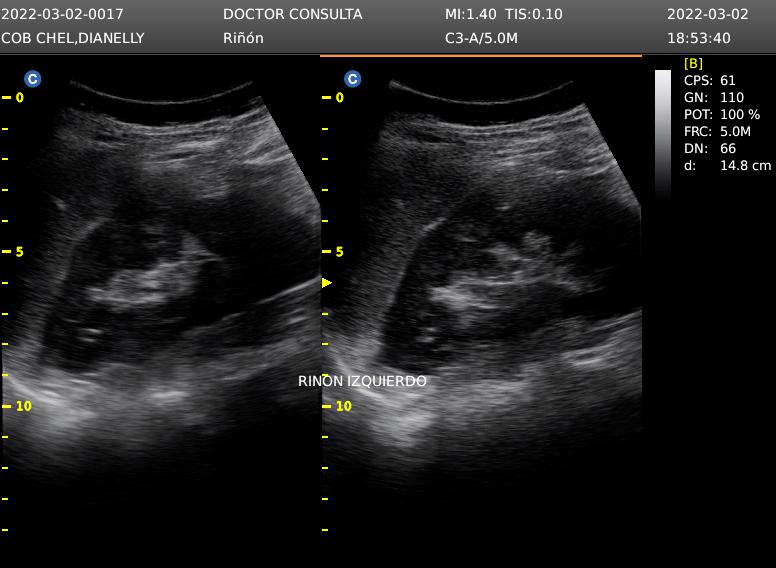 2022-03-02-0017 DOCTOR CONSULTA MI:1.40 TIS:0.10 2022-03-02
COB CHEL,DIANELLY Riñón C3-A/5.0M 18:53:40
C C [B]
0 0 CPS: 61
GN: 110
POT: 100 %
FRC: 5.0M
DN: 66
d: 14.8 cm
5 5
RINON IZQUIERDO
10 10